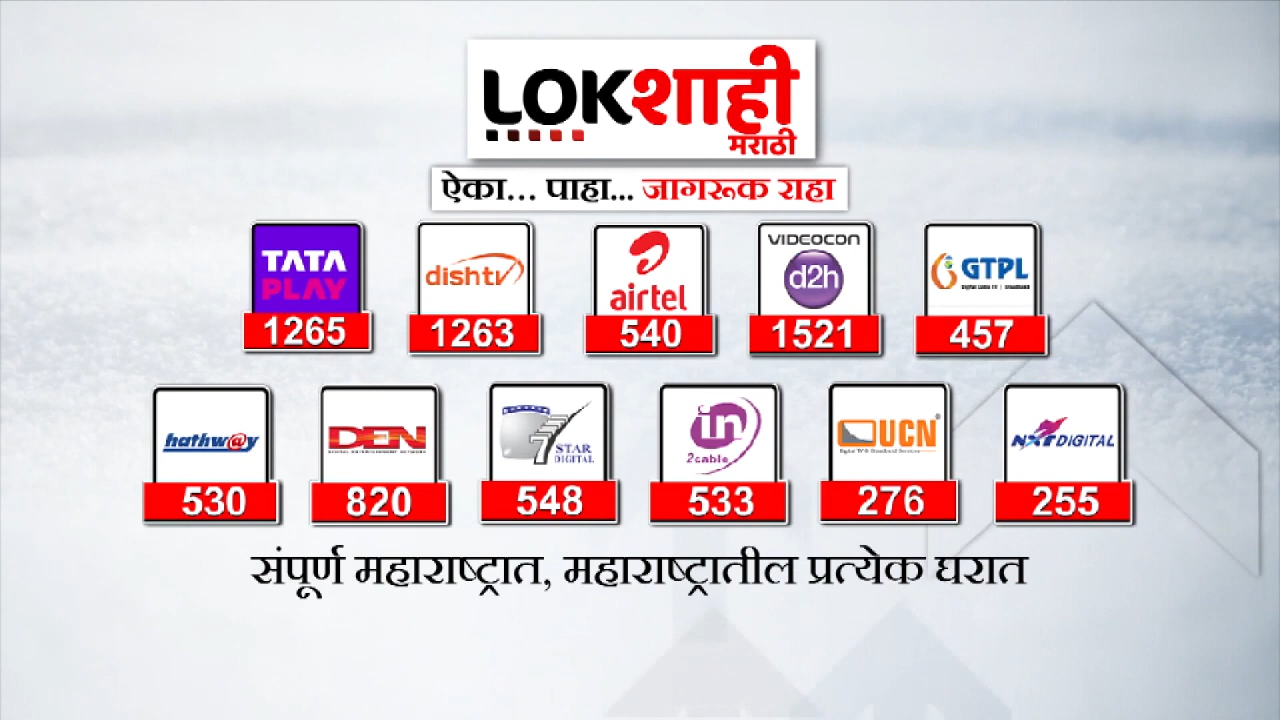 LOKशाही
मराठी
ऐका... पाहा... जागरूक राहा
TATA PLAY
1265
dishtv
1263
airtel
540
VIDEOCON
d2h
1521
GTPL
457
hathw@y
530
DEN
820
7 STAR DIGITAL
548
in
2cable
533
UCN
276
NXT DIGITAL
255
संपूर्ण महाराष्ट्रात, महाराष्ट्रातील प्रत्येक घरात